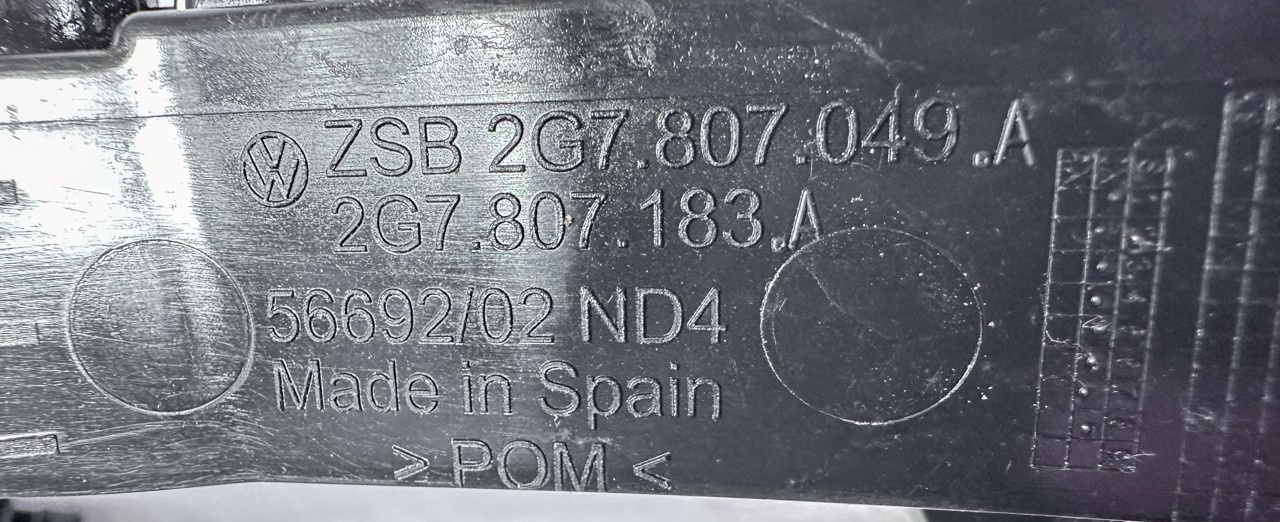 ZSB 2G7.807.049.A
2G7.807.183.A
56692/02 ND4
Made in Spain
> POM <